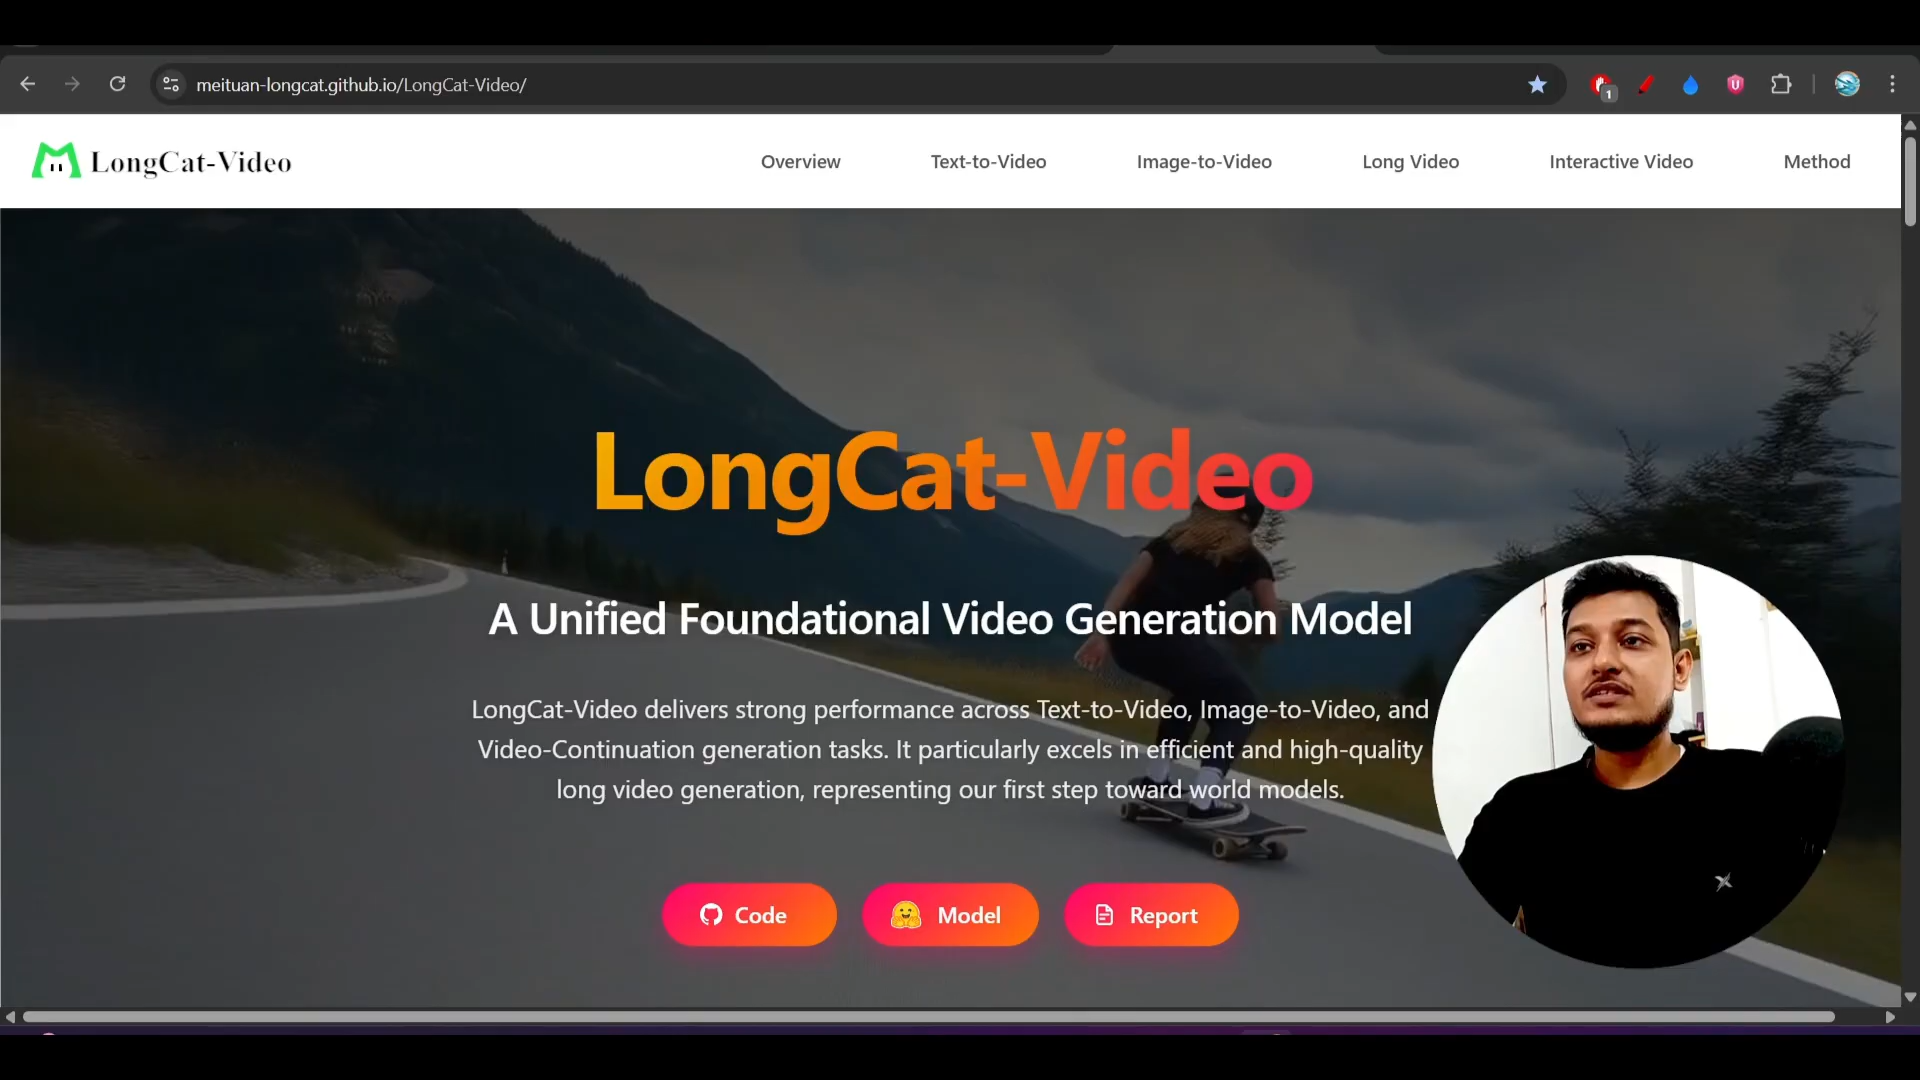 meituan-longcat.github.io/LongCat-Video/
1
LongCat-Video
Overview
Text-to-Video
Image-to-Video
Long Video
Interactive Video
Method
LongCat-Video
A Unified Foundational Video Generation Model
LongCat-Video delivers strong performance across Text-to-Video, Image-to-Video, and
Video-Continuation generation tasks. It particularly excels in efficient and high-quality
long video generation, representing our first step toward world models.
Code
Model
Report